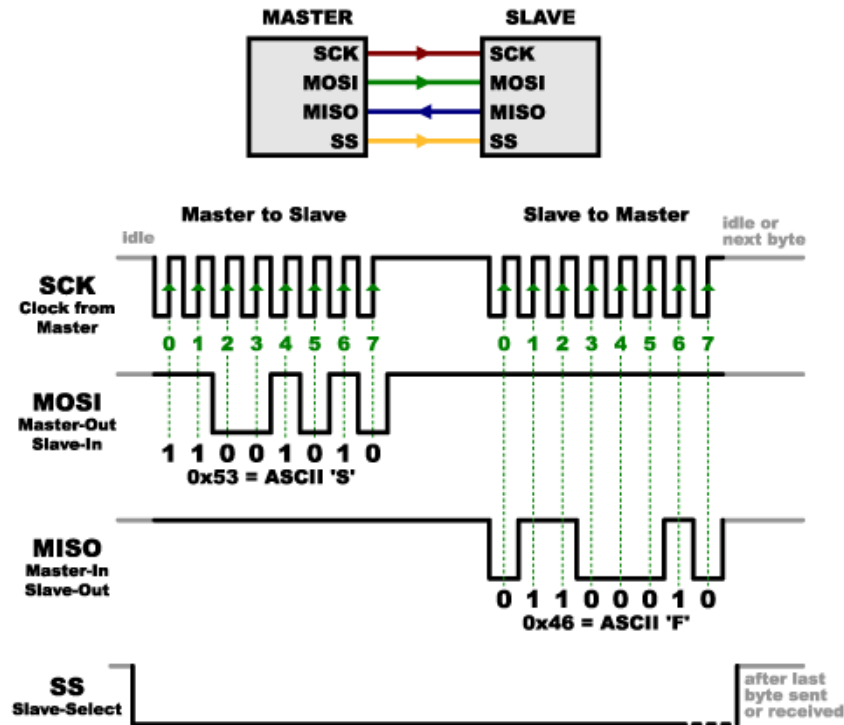 MASTER SLAVE
SCK SCK
MOSI MOSI
MISO MISO
SS SS
Master to Slave Slave to Master
idle idle or
next byte
SCK
Clock from
Master
0 1 2 3 4 5 6 7 0 1 2 3 4 5 6 7
MOSI
Master-Out
Slave-In
1 1 0 0 1 0 1 0
0x53 = ASCII 'S'
MISO
Master-In
Slave-Out
0 1 1 0 0 0 1 0
0x46 = ASCII 'F'
SS
Slave-Select
after last
byte sent
or received